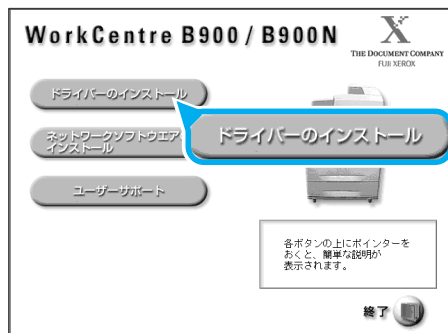 WorkCentre B900 / B900N
X
THE DOCUMENT COMPANY
FUJI XEROX
ドライバーのインストール
ネットワークソフトウエア
インストール
ドライバーのインストール
ユーザーサポート
各ボタンの上にポインターを
おくと、簡単な説明が
表示されます。
終了